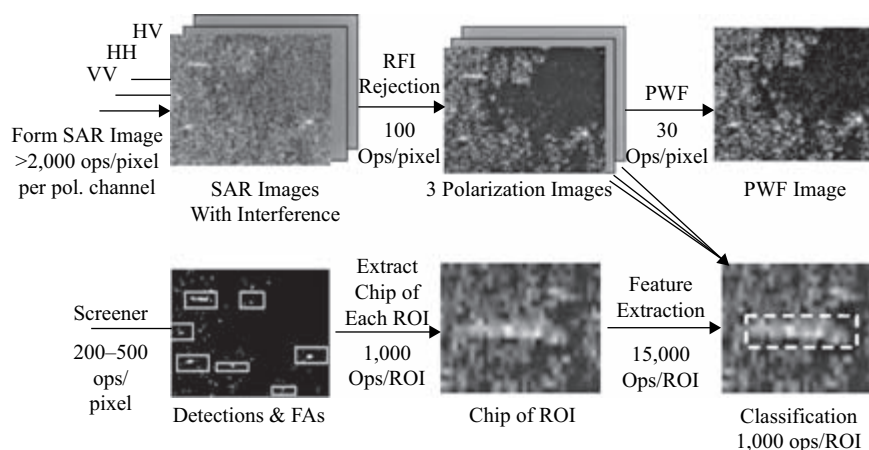 HV
HH
VV
Form SAR Image
>2,000 ops/pixel
per pol. channel
SAR Images
With Interference
RFI
Rejection
100
Ops/pixel
3 Polarization Images
PWF
30
Ops/pixel
PWF Image
Screener
200–500
ops/
pixel
Detections & FAs
Extract
Chip of
Each ROI
1,000
Ops/ROI
Chip of ROI
Feature
Extraction
15,000
Ops/ROI
Classification
1,000 ops/ROI